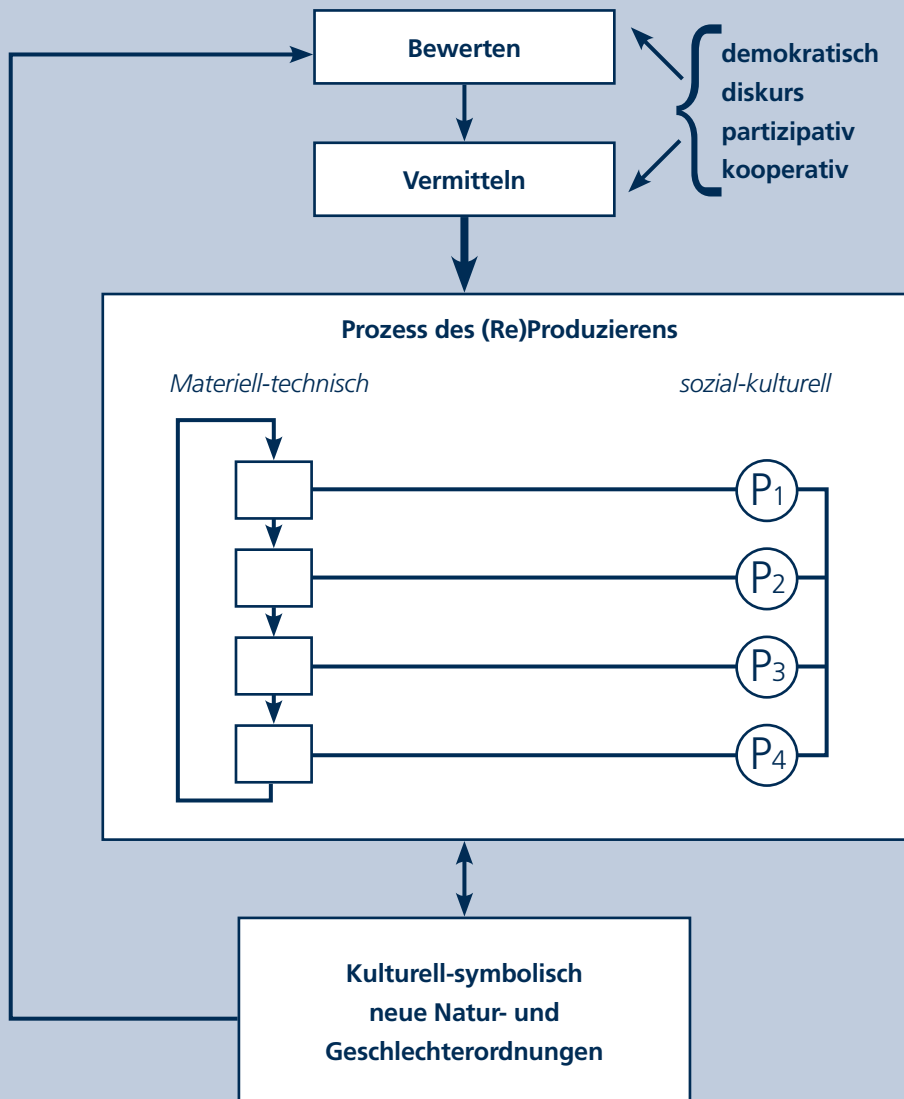 Bewerten
demokratisch
diskurs
partizipativ
kooperativ
Vermitteln
Prozess des (Re)Produzierens
Materiell-technisch
sozial-kulturell
P1
P2
P3
P4
Kulturell-symbolisch
neue Natur- und
Geschlechterordnungen